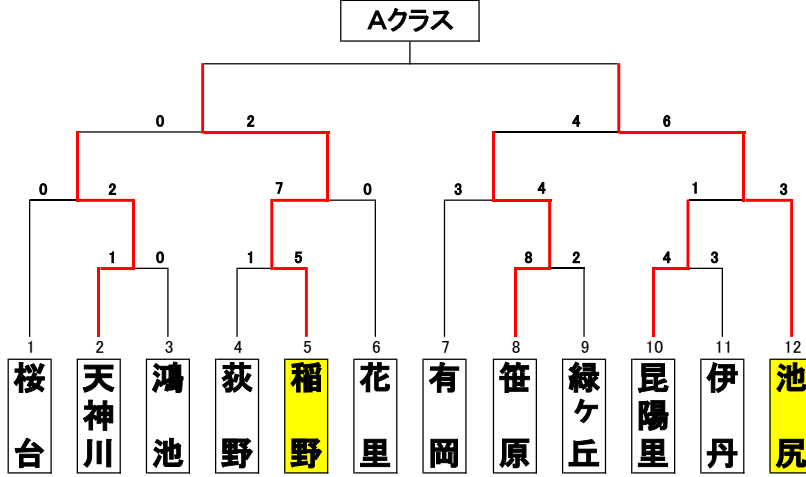 Aクラス
0 2 4 6
0 2 7 0 3 4 1 3
1 0 1 5 8 2 4 3
1 2 3 4 5 6 7 8 9 10 11 12
桜台
天神川
鴻池
荻野
稲野
花里
有岡
笹原
緑ヶ丘
昆陽里
伊丹
池尻